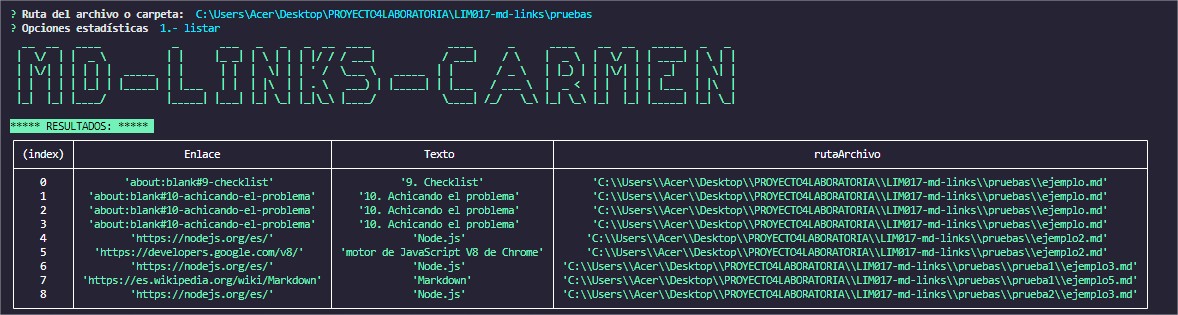 ? Ruta del archivo o carpeta: C:\Users\Acer\Desktop\PROYECTO4LABORATORIA\LIM017-md-links\pruebas
? Opciones estadísticas 1.- listar
MD-LINKS-CARMEN
***** RESULTADOS: *****
(index) Enlace Texto rutaArchivo
0 'about:blank#9-checklist' '9. Checklist' 'C:\\Users\\Acer\\Desktop\\PROYECTO4LABORATORIA\\LIM017-md-links\\pruebas\\ejemplo.md'
1 'about:blank#10-achicando-el-problema' '10. Achicando el problema' 'C:\\Users\\Acer\\Desktop\\PROYECTO4LABORATORIA\\LIM017-md-links\\pruebas\\ejemplo.md'
2 'about:blank#10-achicando-el-problema' '10. Achicando el problema' 'C:\\Users\\Acer\\Desktop\\PROYECTO4LABORATORIA\\LIM017-md-links\\pruebas\\ejemplo.md'
3 'about:blank#10-achicando-el-problema' '10. Achicando el problema' 'C:\\Users\\Acer\\Desktop\\PROYECTO4LABORATORIA\\LIM017-md-links\\pruebas\\ejemplo.md'
4 'https://nodejs.org/es/' 'Node.js' 'C:\\Users\\Acer\\Desktop\\PROYECTO4LABORATORIA\\LIM017-md-links\\pruebas\\ejemplo2.md'
5 'https://developers.google.com/v8/' 'motor de JavaScript V8 de Chrome' 'C:\\Users\\Acer\\Desktop\\PROYECTO4LABORATORIA\\LIM017-md-links\\pruebas\\ejemplo2.md'
6 'https://nodejs.org/es/' 'Node.js' 'C:\\Users\\Acer\\Desktop\\PROYECTO4LABORATORIA\\LIM017-md-links\\pruebas\\prueba1\\ejemplo3.md'
7 'https://es.wikipedia.org/wiki/Markdown' 'Markdown' 'C:\\Users\\Acer\\Desktop\\PROYECTO4LABORATORIA\\LIM017-md-links\\pruebas\\prueba1\\ejemplo5.md'
8 'https://nodejs.org/es/' 'Node.js' 'C:\\Users\\Acer\\Desktop\\PROYECTO4LABORATORIA\\LIM017-md-links\\pruebas\\prueba2\\ejemplo3.md'